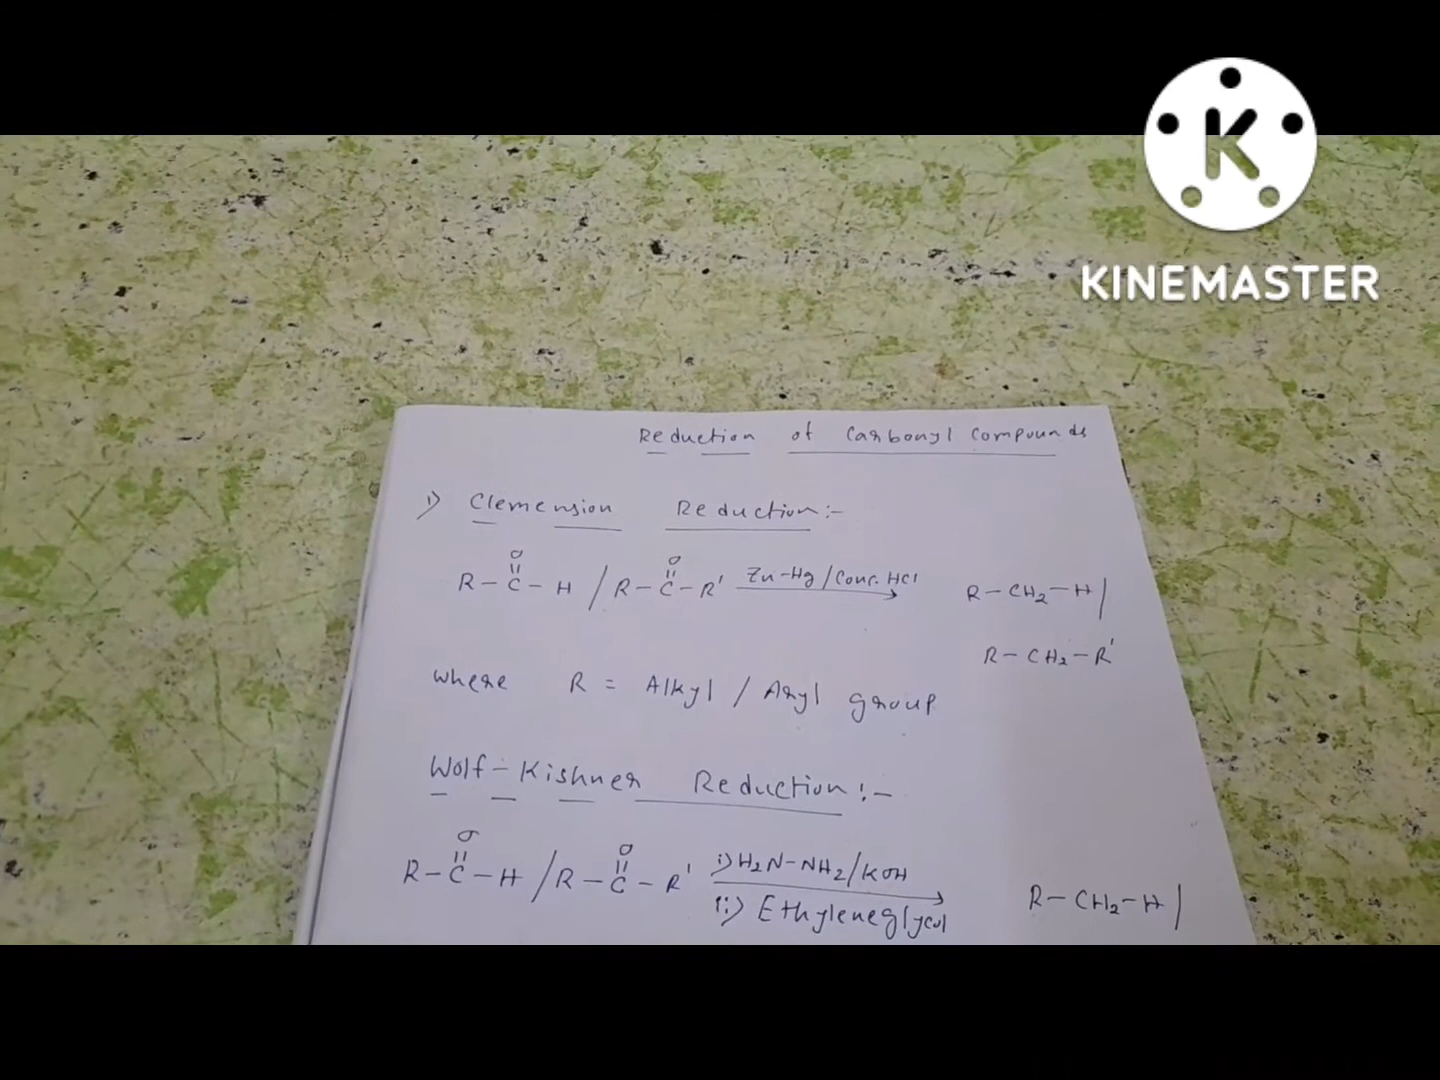 KINEMASTER
Reduction of Carbonyl Compounds
1) Clemension Reduction:-
O O
R-C-H / R-C-R' Zn-Hg/Conc. HCl R-CH2-H /
R-CH2-R'
where R = Alkyl / Aryl group
Wolf-Kishner Reduction:-
O O
R-C-H / R-C-R' i) H2N-NH2/KOH R-CH2-H /
ii) Ethyleneglycol